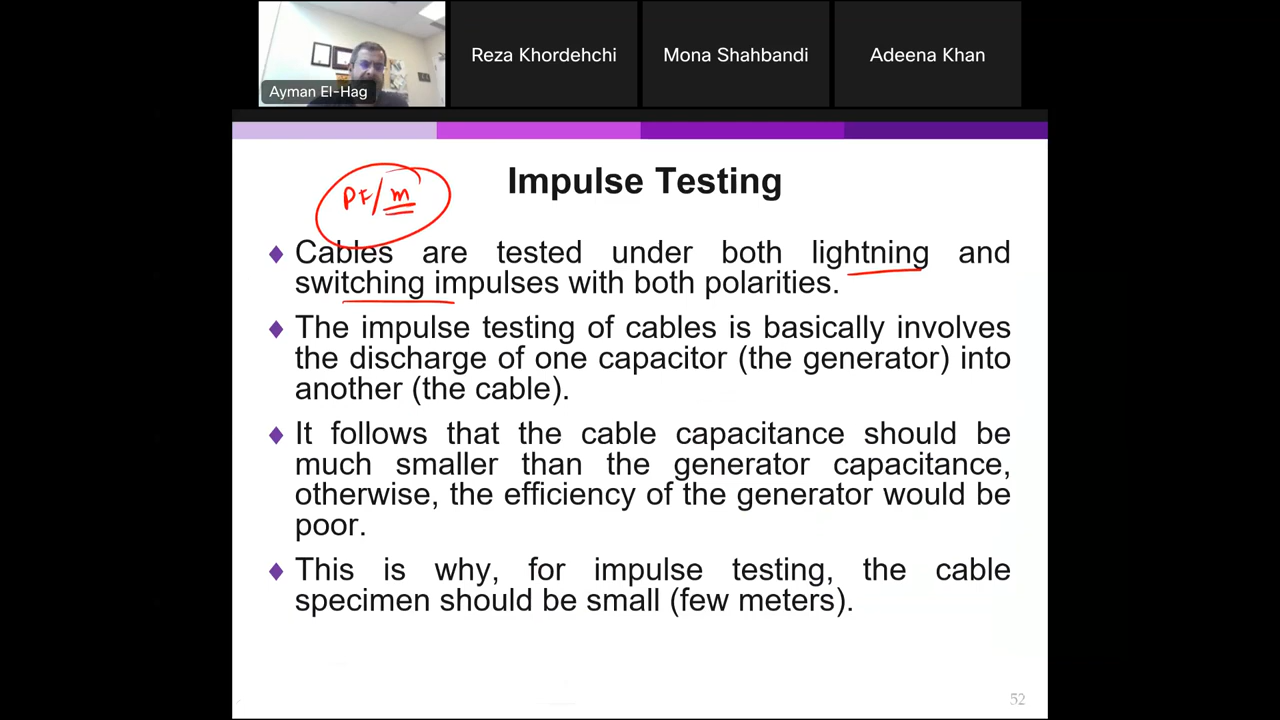 Reza Khordehchi
Mona Shahbandi
Adeena Khan
Ayman El-Hag
Impulse Testing
PF/m
Cables are tested under both lightning and
switching impulses with both polarities.
The impulse testing of cables is basically involves
the discharge of one capacitor (the generator) into
another (the cable).
It follows that the cable capacitance should be
much smaller than the generator capacitance,
otherwise, the efficiency of the generator would be
poor.
This is why, for impulse testing, the cable
specimen should be small (few meters).
52